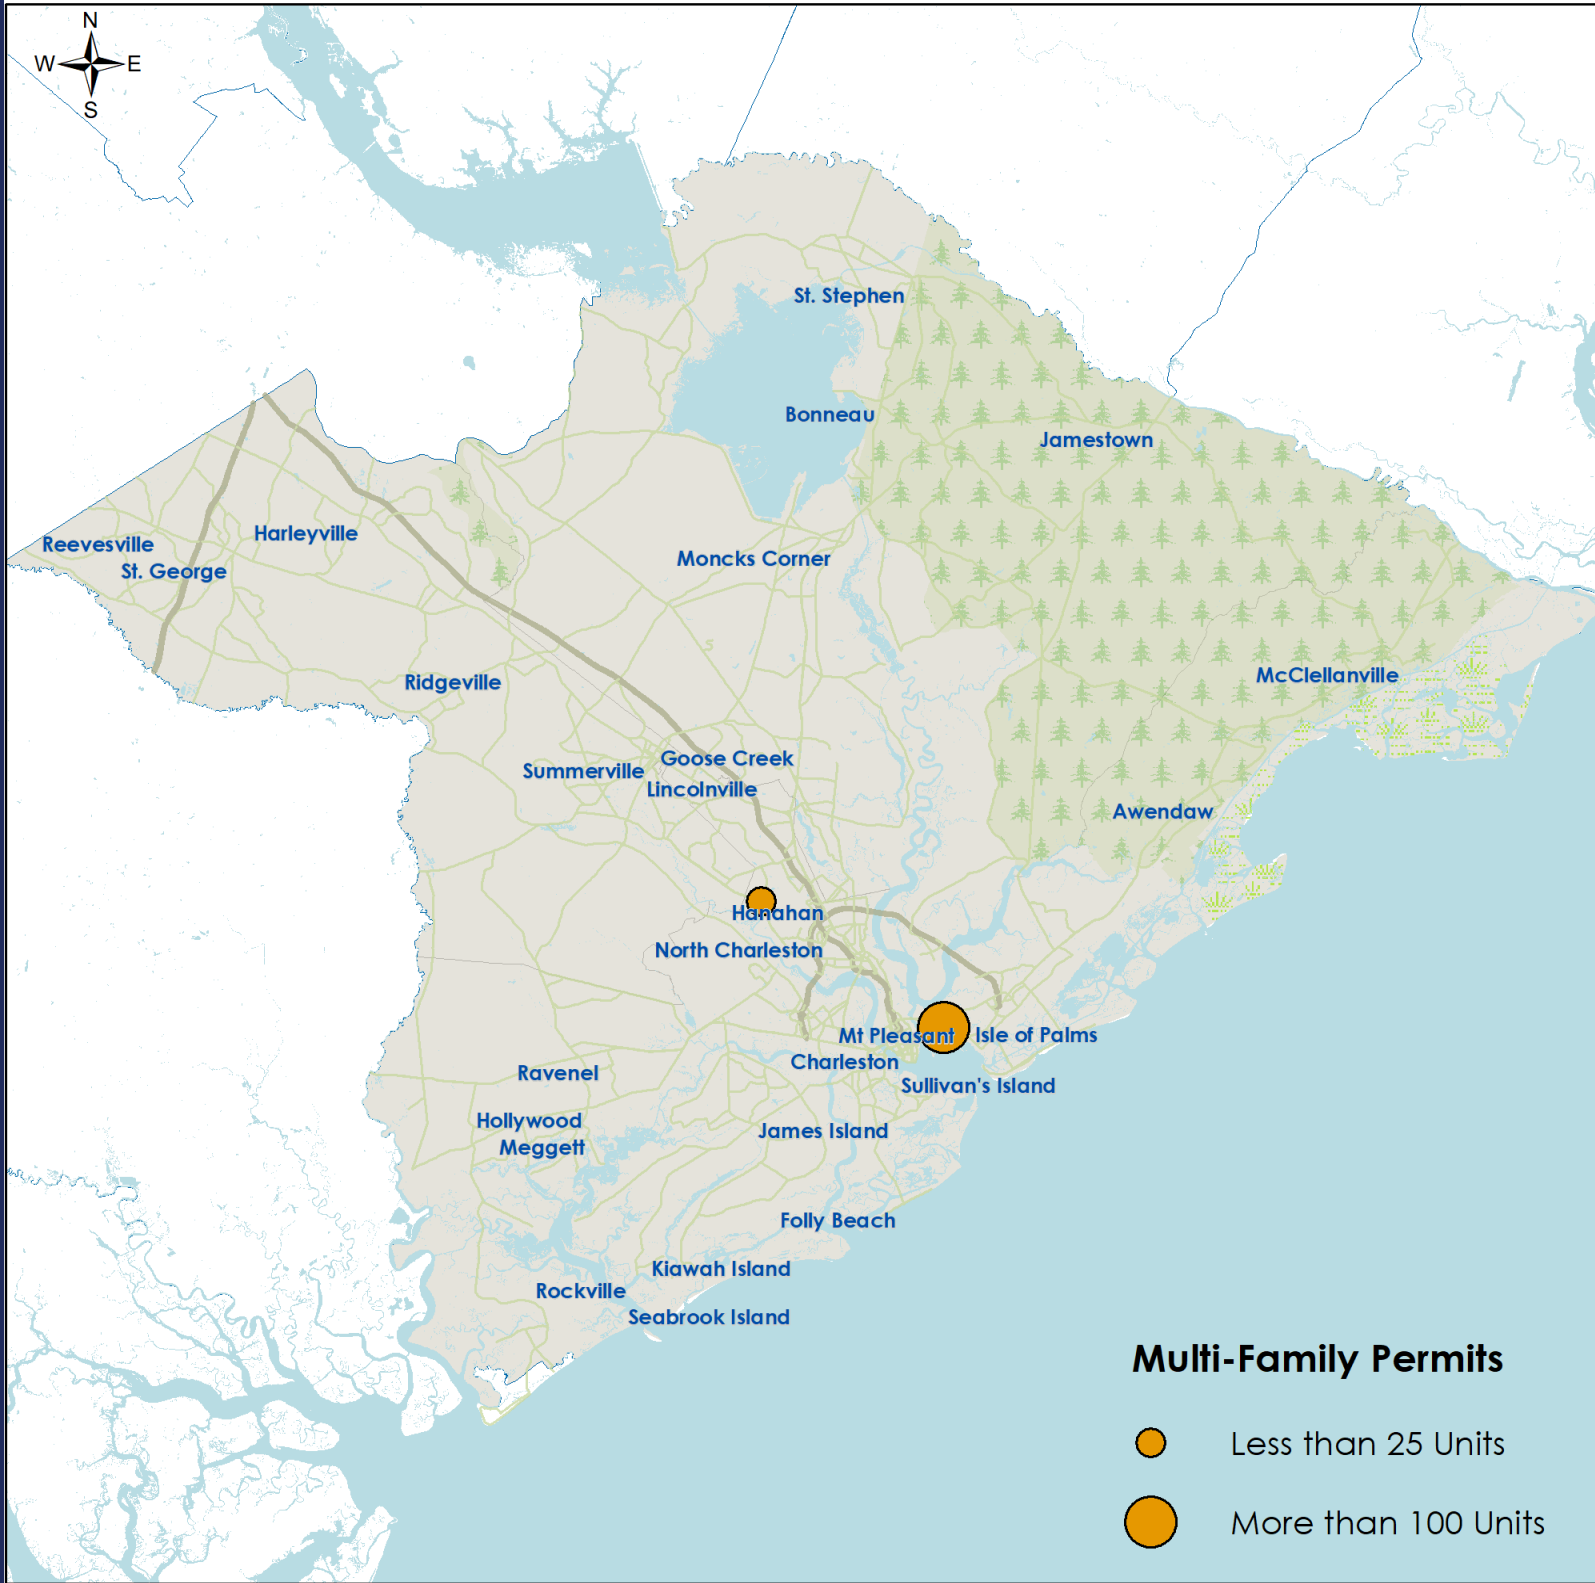 N
W E
S
St. Stephen
Bonneau
Jamestown
Harleyville
Reevesville
St. George
Moncks Corner
McClellanville
Ridgeville
Goose Creek
Summerville
Lincolnville
Awendaw
Hanahan
North Charleston
Mt Pleasant
Isle of Palms
Charleston
Ravenel
Sullivan's Island
Hollywood
James Island
Meggett
Folly Beach
Kiawah Island
Rockville
Seabrook Island
Multi-Family Permits
Less than 25 Units
More than 100 Units